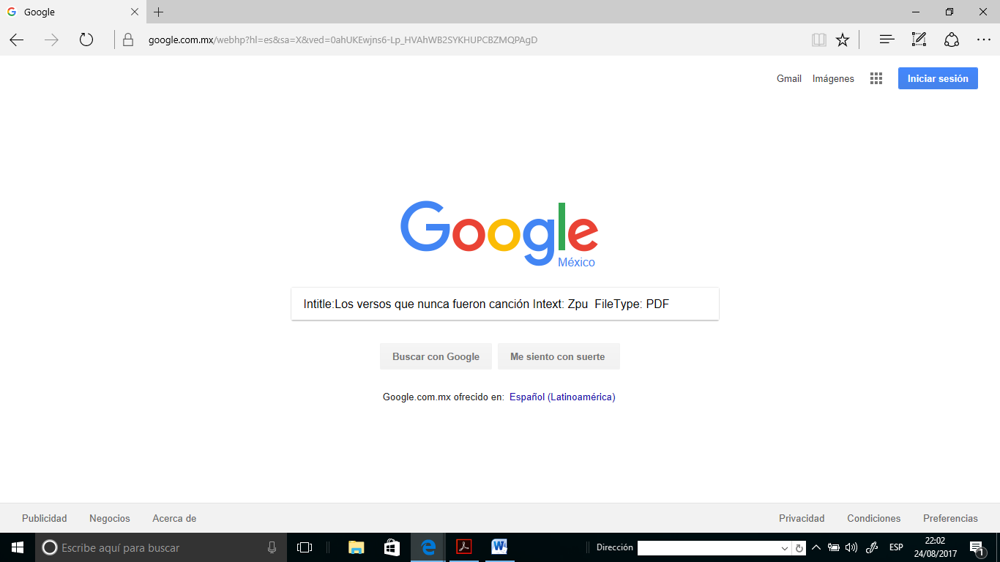 Google
google.com.mx/webhp?hl=es&sa=X&ved=0ahUKEwjns6-Lp_HVAhWB2SYKHUPCBZMQPAgD
Gmail Imágenes Iniciar sesión
Google
México
Intitle:Los versos que nunca fueron canción Intext: Zpu  FileType: PDF
Buscar con Google Me siento con suerte
Google.com.mx ofrecido en: Español (Latinoamérica)
Publicidad Negocios Acerca de Privacidad Condiciones Preferencias
Escribe aquí para buscar Dirección ESP 22:02
24/08/2017 1